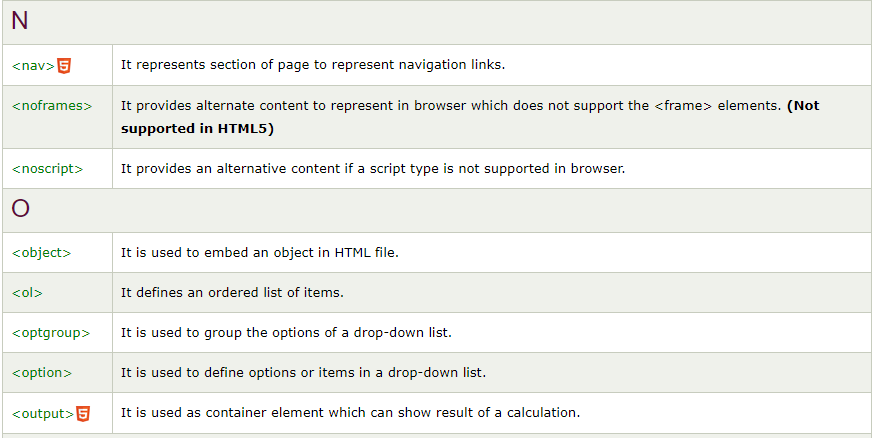 N
<nav>
It represents section of page to represent navigation links.
<noframes>
It provides alternate content to represent in browser which does not support the <frame> elements. (Not
supported in HTML5)
<noscript>
It provides an alternative content if a script type is not supported in browser.
O
<object>
It is used to embed an object in HTML file.
<ol>
It defines an ordered list of items.
<optgroup>
It is used to group the options of a drop-down list.
<option>
It is used to define options or items in a drop-down list.
<output>
It is used as container element which can show result of a calculation.